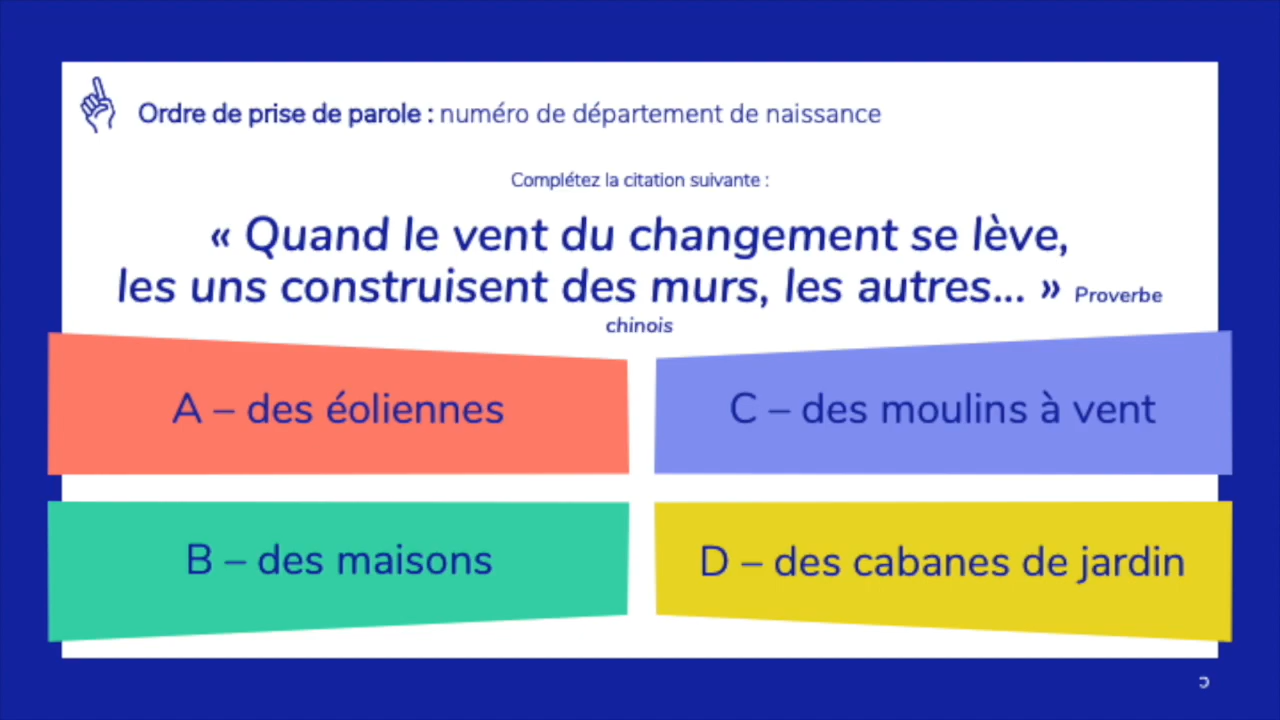 Ordre de prise de parole : numéro de département de naissance
Complétez la citation suivante :
« Quand le vent du changement se lève,
les uns construisent des murs, les autres... » Proverbe
chinois
A – des éoliennes
C – des moulins à vent
B – des maisons
D – des cabanes de jardin